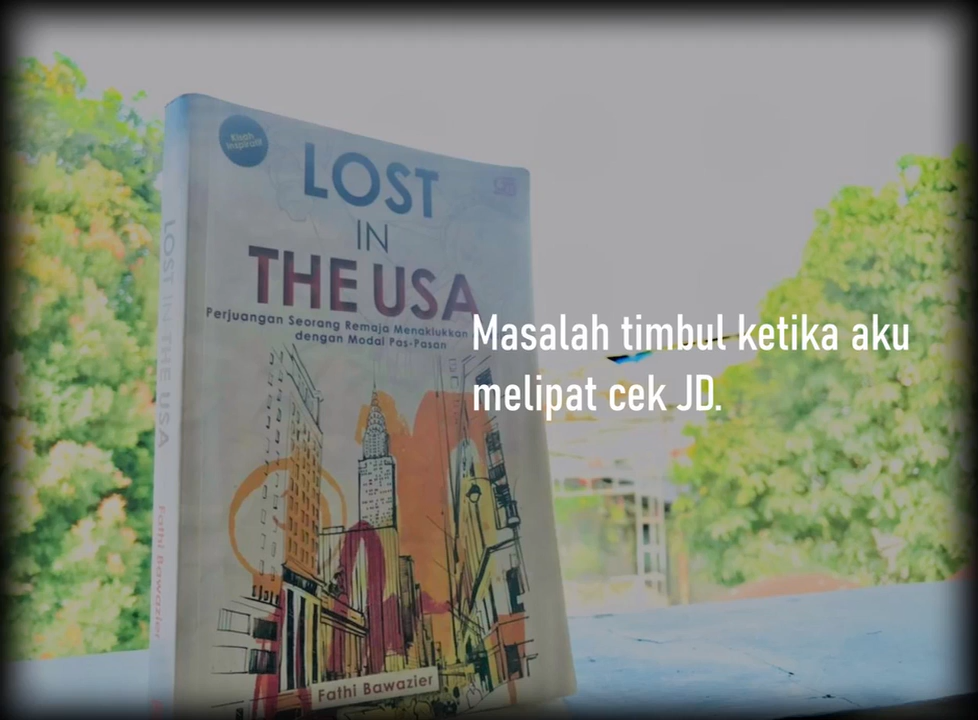 Kisah
Inspiratif
LOST
IN
THE USA
Perjuangan Seorang Remaja Menaklukkan
dengan Modal Pas-Pasan
Masalah timbul ketika aku
melipat cek JD.
Fathi Bawazier
LOST IN THE USA
Fathi Bawazier